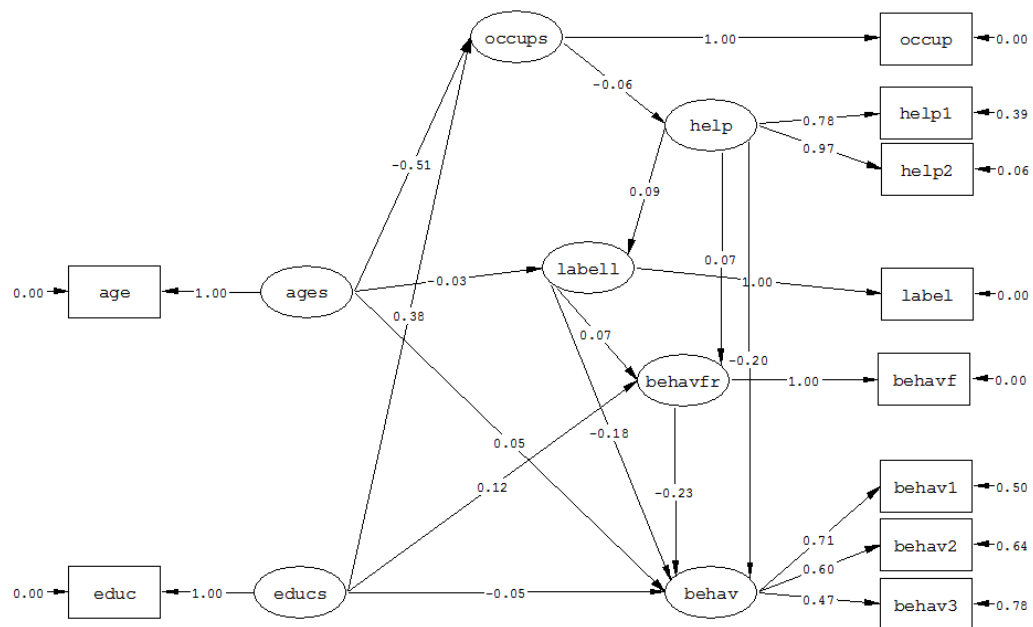 occups
1.00
occup
0.00
-0.06
help
0.78
help1
0.39
0.97
help2
0.06
-0.51
0.09
0.07
0.00
age
1.00
ages
-0.03
labell
1.00
label
0.00
0.38
0.07
-0.20
behavfr
1.00
behavf
0.00
0.05
-0.18
0.12
-0.23
behav1
0.50
0.71
behav2
0.64
0.60
0.47
0.00
educ
1.00
educs
-0.05
behav
behav3
0.78